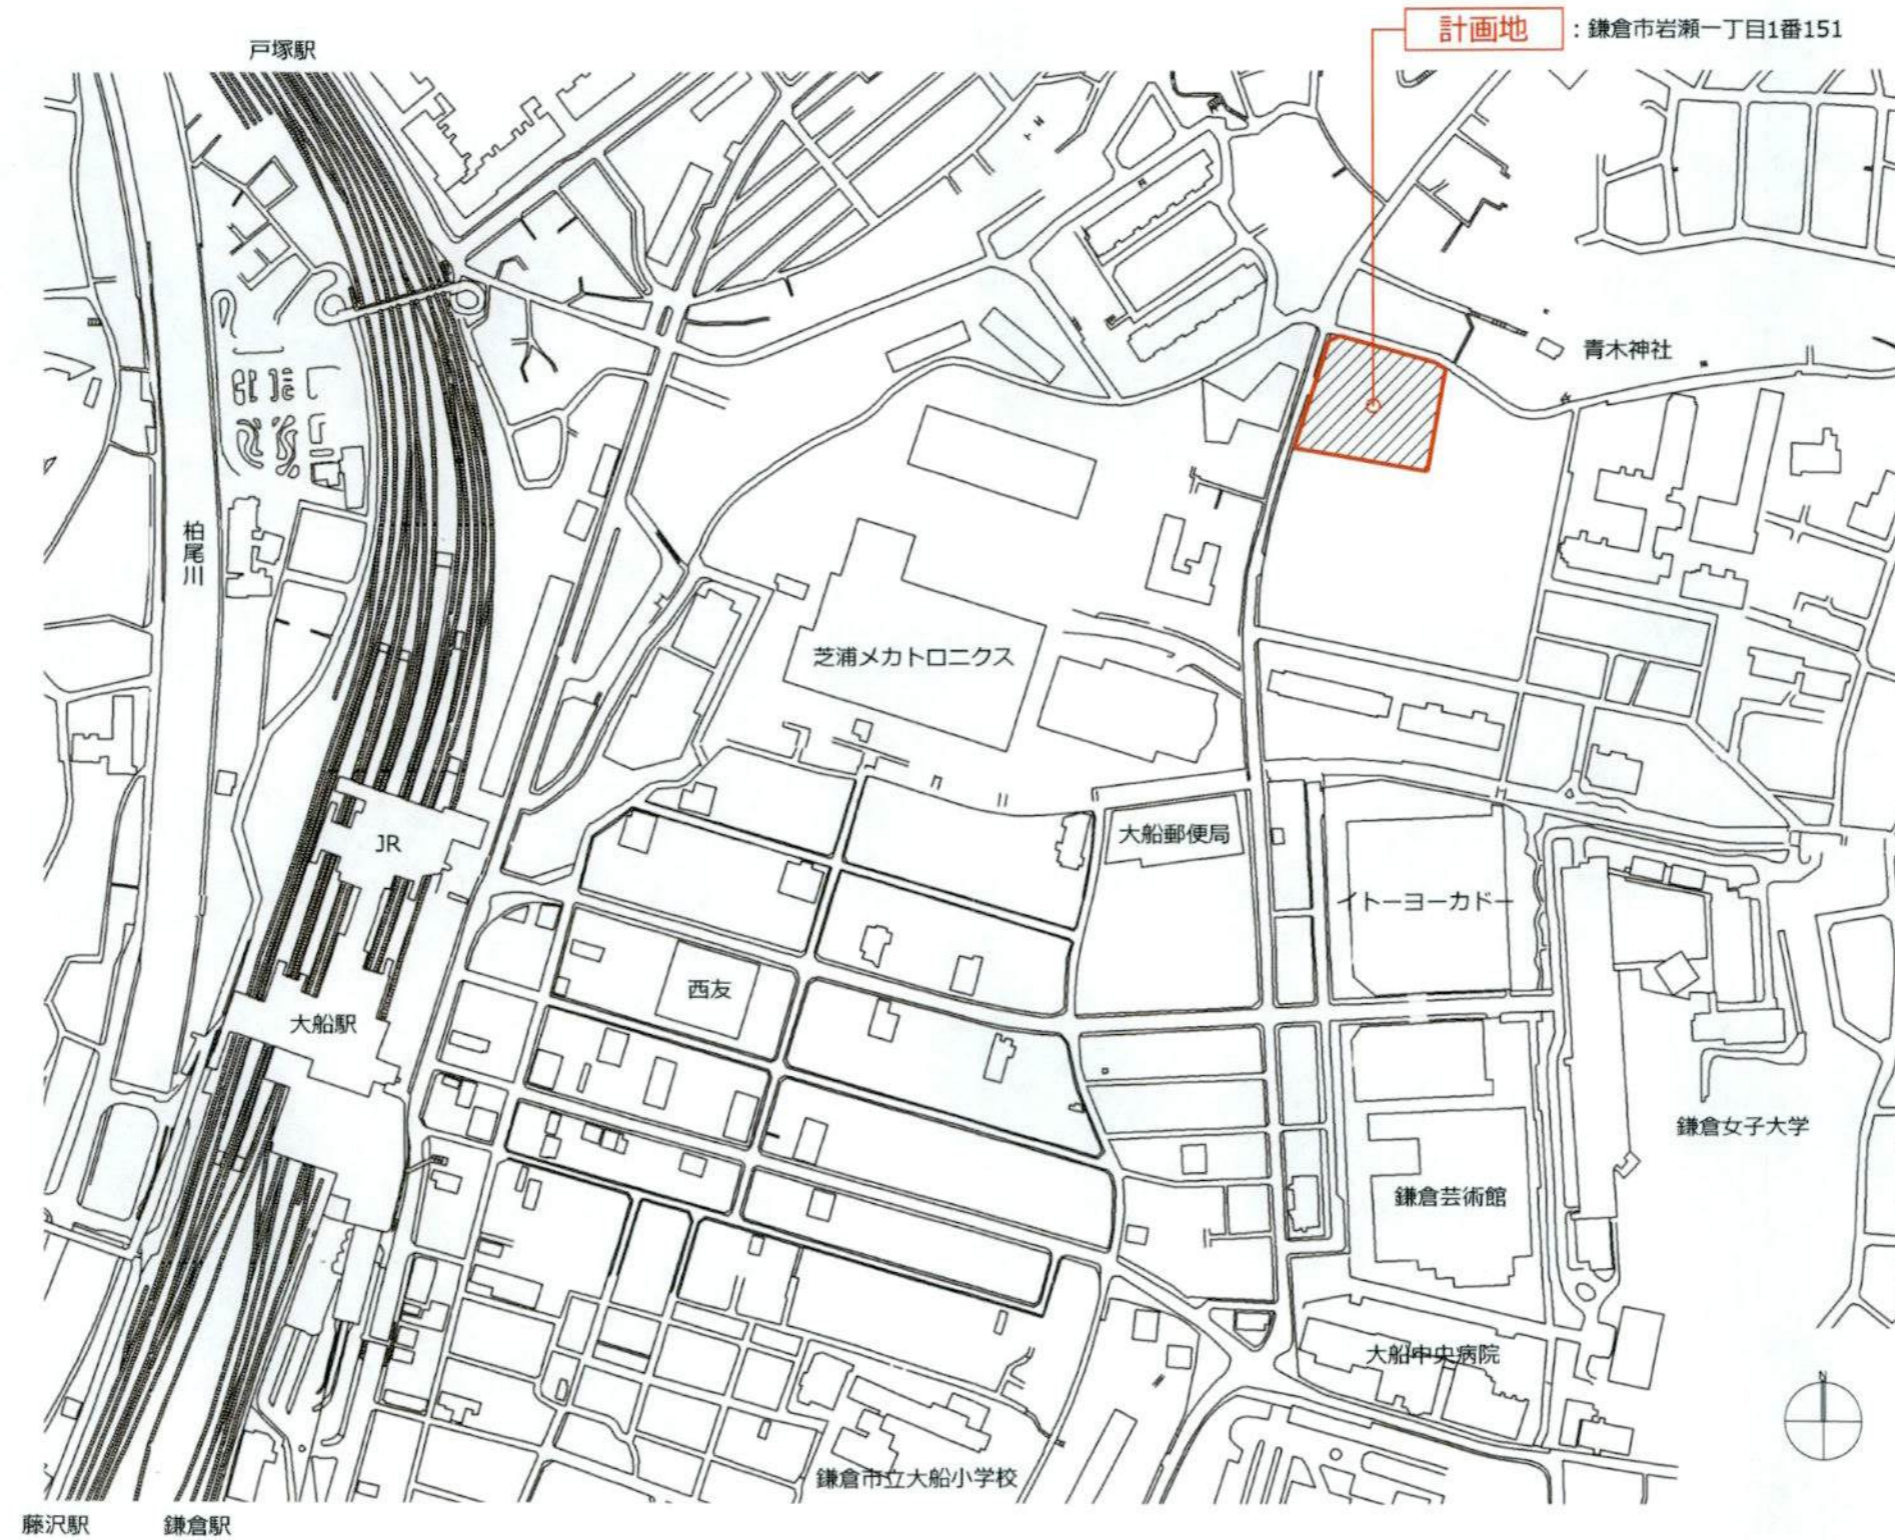 計画地 ：鎌倉市岩瀬一丁目1番151
戸塚駅
青木神社
柏尾川
芝浦メカトロニクス
大船郵便局
JR
イトーヨーカドー
西友
大船駅
鎌倉女子大学
鎌倉芸術館
大船中央病院
N
鎌倉市立大船小学校
藤沢駅
鎌倉駅